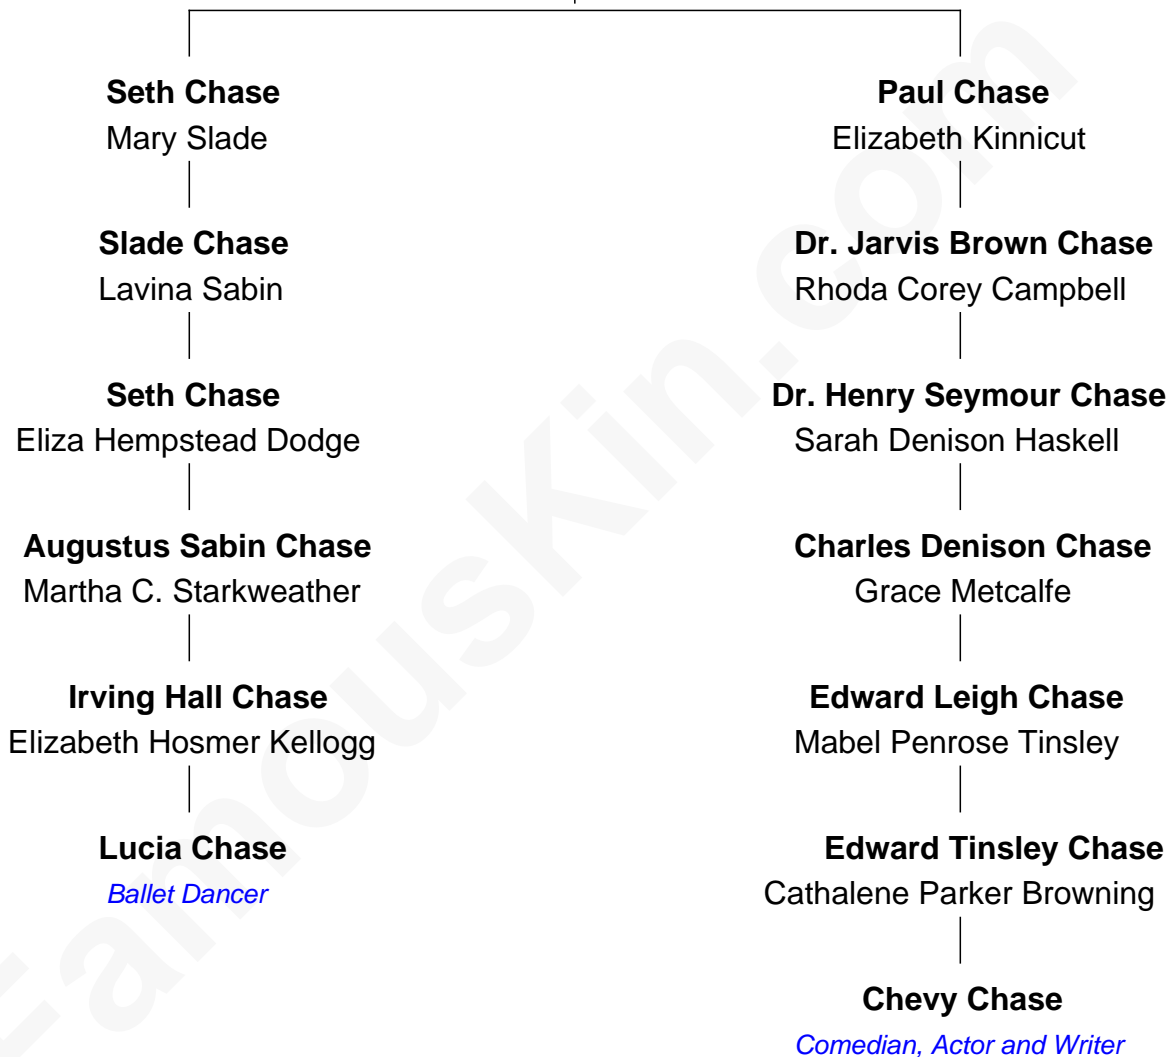 Seth Chase
Mary Slade
Slade Chase
Lavina Sabin
Seth Chase
Eliza Hempstead Dodge
Augustus Sabin Chase
Martha C. Starkweather
Irving Hall Chase
Elizabeth Hosmer Kellogg
Lucia Chase
Ballet Dancer
Paul Chase
Elizabeth Kinnicut
Dr. Jarvis Brown Chase
Rhoda Corey Campbell
Dr. Henry Seymour Chase
Sarah Denison Haskell
Charles Denison Chase
Grace Metcalfe
Edward Leigh Chase
Mabel Penrose Tinsley
Edward Tinsley Chase
Cathalene Parker Browning
Chevy Chase
Comedian, Actor and Writer
FamousKin.com